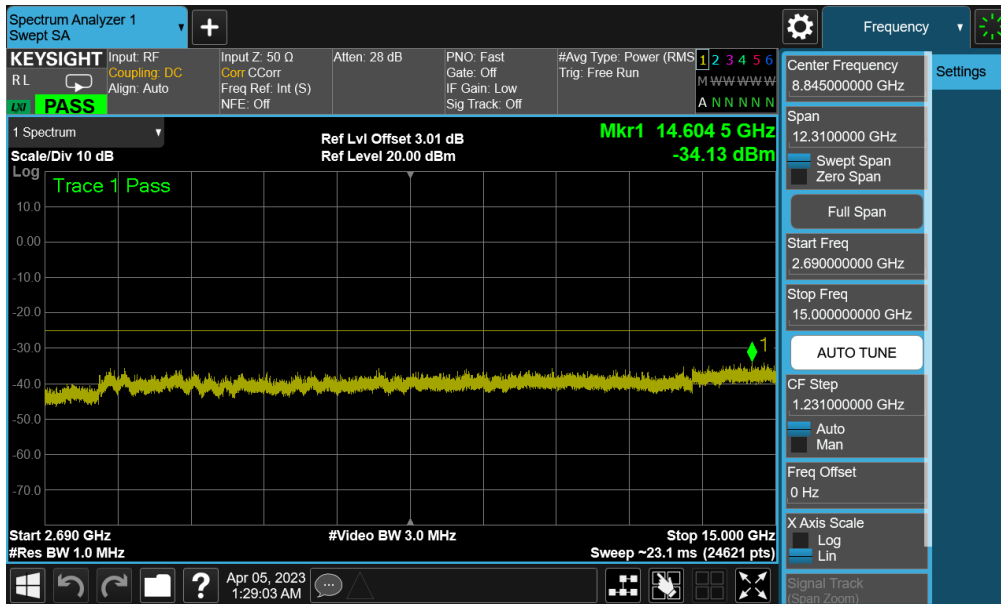 Spectrum Analyzer 1
Swept SA
Frequency
KEYSIGHT
R L
LXI
PASS
Input: RF
Coupling: DC
Align: Auto
Input Z: 50 Ω
Corr CCorr
Freq Ref: Int (S)
NFE: Off
Atten: 28 dB
PNO: Fast
Gate: Off
IF Gain: Low
Sig Track: Off
#Avg Type: Power (RMS
Trig: Free Run
1 2 3 4 5 6
M W W W W W
A N N N N N
1 Spectrum
Scale/Div 10 dB
Ref Lvl Offset 3.01 dB
Ref Level 20.00 dBm
Mkr1 14.604 5 GHz
-34.13 dBm
Log
Trace 1 Pass
10.0
0.00
-10.0
-20.0
-30.0
-40.0
-50.0
-60.0
-70.0
1
Start 2.690 GHz
#Res BW 1.0 MHz
#Video BW 3.0 MHz
Stop 15.000 GHz
Sweep ~23.1 ms (24621 pts)
Center Frequency
8.845000000 GHz
Span
12.3100000 GHz
Swept Span
Zero Span
Full Span
Start Freq
2.690000000 GHz
Stop Freq
15.000000000 GHz
AUTO TUNE
CF Step
1.231000000 GHz
Auto
Man
Freq Offset
0 Hz
X Axis Scale
Log
Lin
Signal Track
(Span Zoom)
Settings
?
Apr 05, 2023
1:29:03 AM